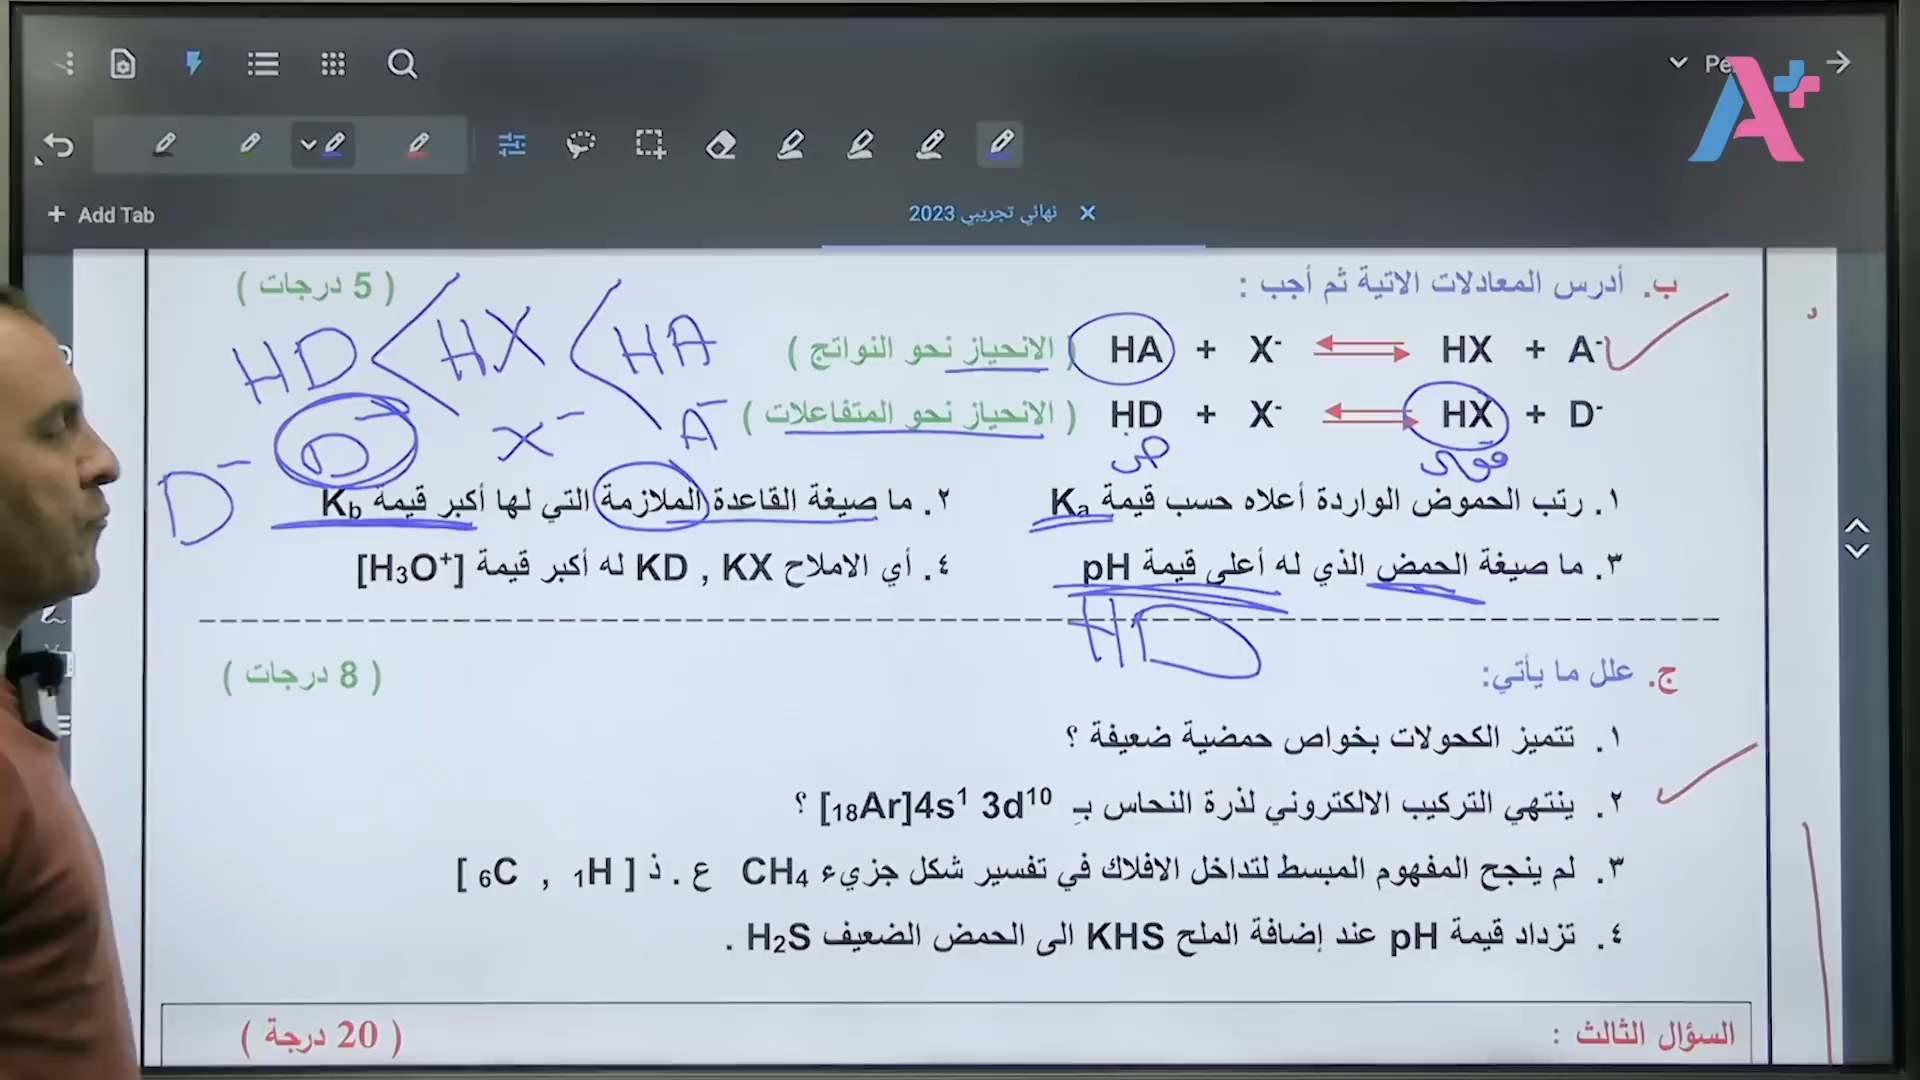 Pe
A+
+ Add Tab
نهائي تجريبي 2023 ×
ب. أدرس المعادلات الاتية ثم أجب : ( 5 درجات )
HA + X- ⇌ HX + A- ( الانحياز نحو النواتج )
HD + X- ⇌ HX + D- ( الانحياز نحو المتفاعلات )
HD < HX < HA
D- X- A-
D-
ض قوي
١. رتب الحموض الواردة أعلاه حسب قيمة Ka
٢. ما صيغة القاعدة الملازمة التي لها أكبر قيمة Kb
٣. ما صيغة الحمض الذي له أعلى قيمة pH
٤. أي الاملاح KD , KX له أكبر قيمة [H3O+]
HD
ج. علل ما يأتي: ( 8 درجات )
١. تتميز الكحولات بخواص حمضية ضعيفة ؟
٢. ينتهي التركيب الالكتروني لذرة النحاس بـِ [18Ar]4s1 3d10 ؟
٣. لم ينجح المفهوم المبسط لتداخل الافلاك في تفسير شكل جزيء CH4 ع . ذ [ 6C , 1H ]
٤. تزداد قيمة pH عند إضافة الملح KHS الى الحمض الضعيف H2S .
السؤال الثالث : ( 20 درجة )